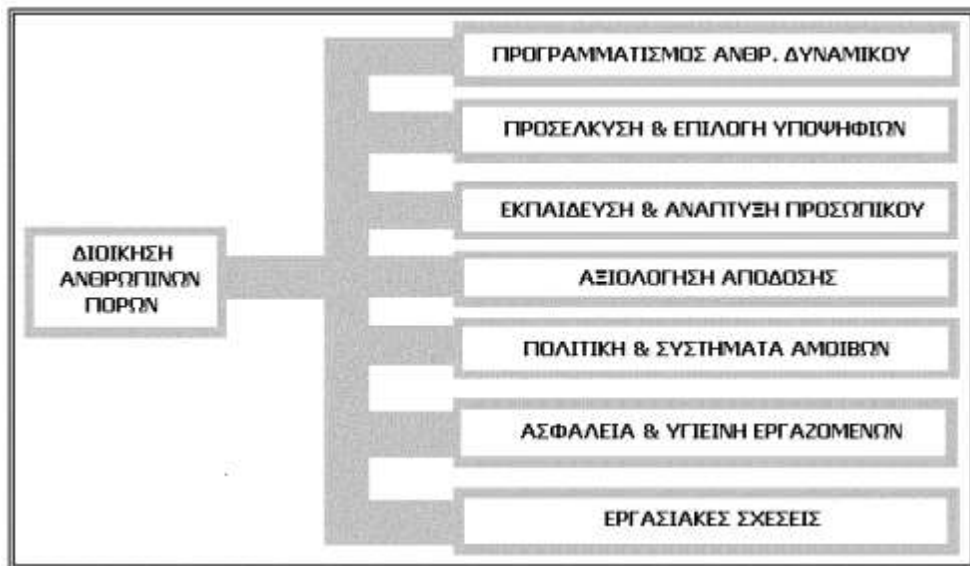 ΔΙΟΙΚΗΣΗ
ΑΝΘΡΩΠΙΝΩΝ
ΠΟΡΩΝ
ΠΡΟΓΡΑΜΜΑΤΙΣΜΟΣ ΑΝΘΡ. ΔΥΝΑΜΙΚΟΥ
ΠΡΟΣΕΛΚΥΣΗ & ΕΠΙΛΟΓΗ ΥΠΟΨΗΦΙΩΝ
ΕΚΠΑΙΔΕΥΣΗ & ΑΝΑΠΤΥΞΗ ΠΡΟΣΩΠΙΚΟΥ
ΑΞΙΟΛΟΓΗΣΗ ΑΠΟΔΟΣΗΣ
ΠΟΛΙΤΙΚΗ & ΣΥΣΤΗΜΑΤΑ ΑΜΟΙΒΩΝ
ΑΣΦΑΛΕΙΑ & ΥΓΙΕΙΝΗ ΕΡΓΑΖΟΜΕΝΩΝ
ΕΡΓΑΣΙΑΚΕΣ ΣΧΕΣΕΙΣ